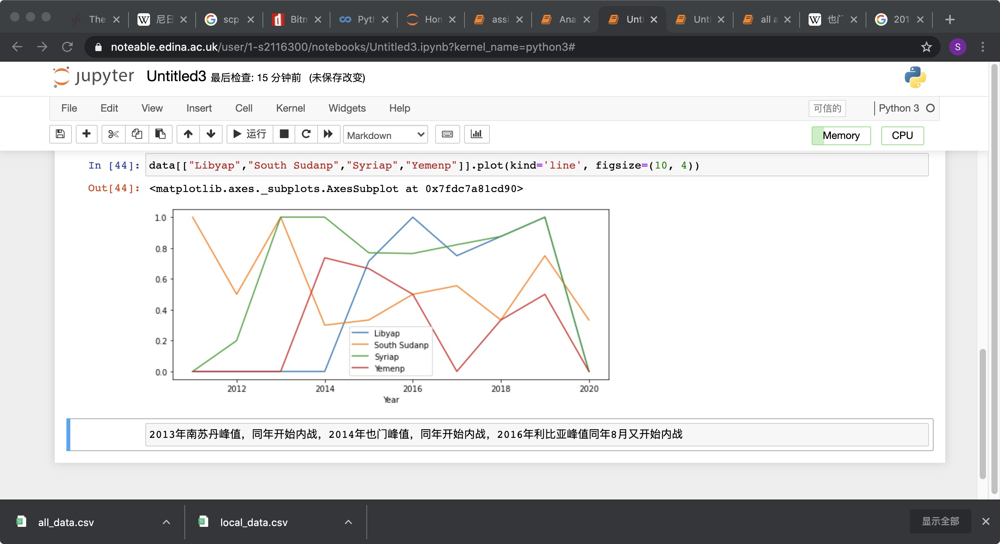 The
尼日
scp
Bitm
Pyth
Hom
assi
Ana
Unti
Unti
all a
也门
201
noteable.edina.ac.uk/user/1-s2116300/notebooks/Untitled3.ipynb?kernel_name=python3#
S
jupyter Untitled3 最后检查: 15 分钟前 (未保存改变)
File Edit View Insert Cell Kernel Widgets Help 可信的 Python 3
运行 Markdown Memory CPU
In [44]: data[["Libyap","South Sudanp","Syriap","Yemenp"]].plot(kind='line', figsize=(10, 4))
Out[44]: <matplotlib.axes._subplots.AxesSubplot at 0x7fdc7a81cd90>
1.0
0.8
0.6
0.4
0.2
0.0
Libyap
South Sudanp
Syriap
Yemenp
2012 2014 2016 2018 2020
Year
2013年南苏丹峰值，同年开始内战，2014年也门峰值，同年开始内战，2016年利比亚峰值同年8月又开始内战
all_data.csv local_data.csv 显示全部